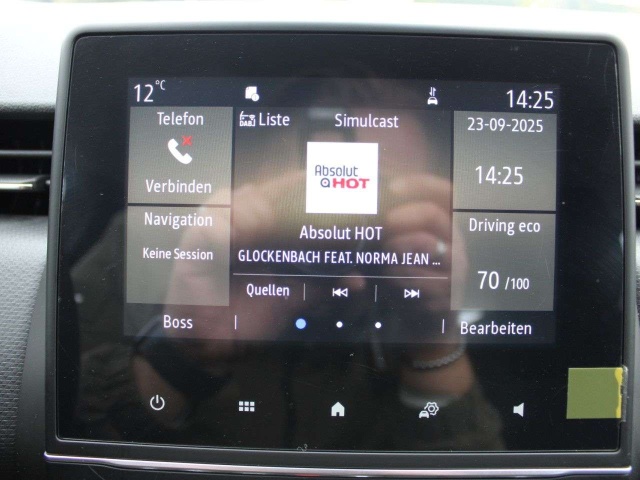 12°C
14:25
Telefon
Verbinden
Navigation
Keine Session
DAB
Liste
Simulcast
Absolut
HOT
Absolut HOT
GLOCKENBACH FEAT. NORMA JEAN ...
Quellen
23-09-2025
14:25
Driving eco
70 /100
Boss
Bearbeiten